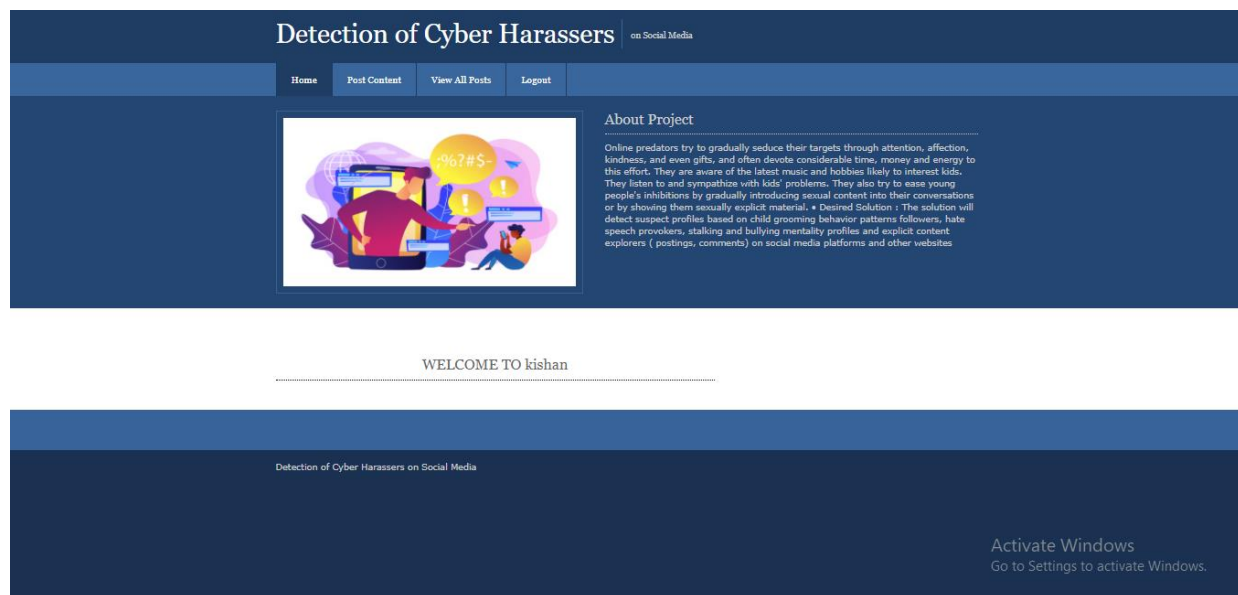 Detection of Cyber Harassers on Social Media
Home Post Content View All Posts Logout
;%?#$-
!
!
About Project
Online predators try to gradually seduce their targets through attention, affection,
kindness, and even gifts, and often devote considerable time, money and energy to
this effort. They are aware of the latest music and hobbies likely to interest kids.
They listen to and sympathize with kids' problems. They also try to ease young
people's inhibitions by gradually introducing sexual content into their conversations
or by showing them sexually explicit material. • Desired Solution : The solution will
detect suspect profiles based on child grooming behavior patterns followers, hate
speech provokers, stalking and bullying mentality profiles and explicit content
explorers ( postings, comments) on social media platforms and other websites
WELCOME TO kishan
Detection of Cyber Harassers on Social Media
Activate Windows
Go to Settings to activate Windows.